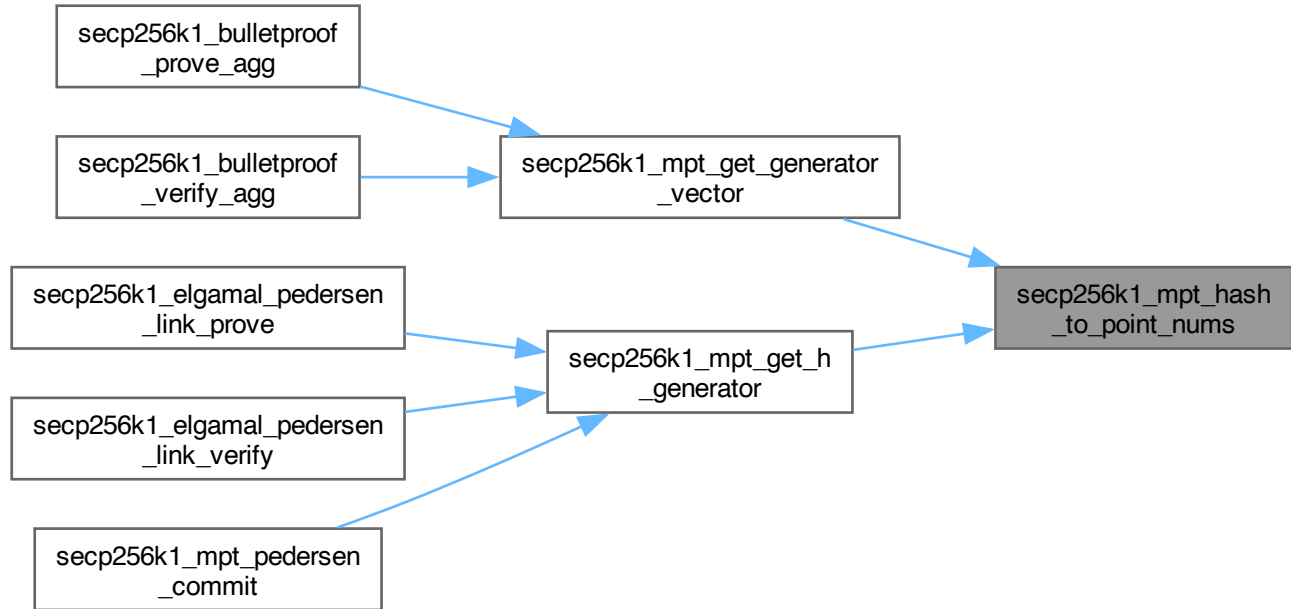 secp256k1_bulletproof
_prove_agg
secp256k1_bulletproof
_verify_agg
secp256k1_mpt_get_generator
_vector
secp256k1_elgamal_pedersen
_link_prove
secp256k1_mpt_hash
_to_point_nums
secp256k1_mpt_get_h
_generator
secp256k1_elgamal_pedersen
_link_verify
secp256k1_mpt_pedersen
_commit